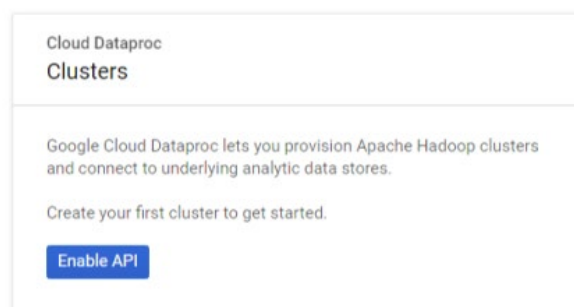 Cloud Dataproc
Clusters
Google Cloud Dataproc lets you provision Apache Hadoop clusters
and connect to underlying analytic data stores.
Create your first cluster to get started.
Enable API